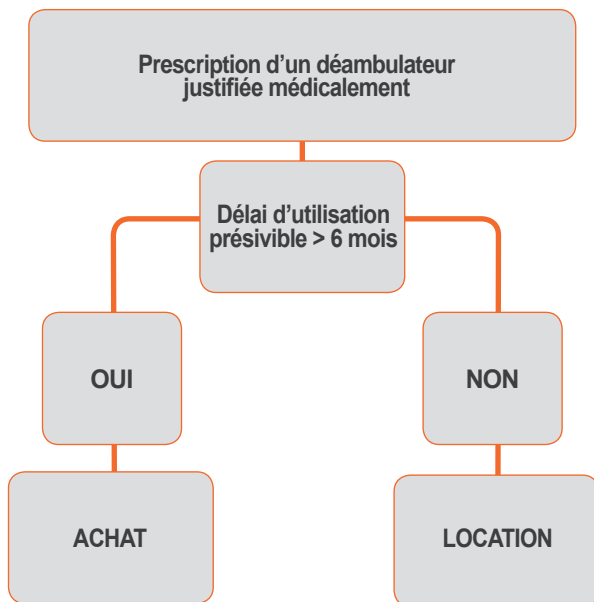 Prescription d’un déambulateur
justifiée médicalement
Délai d’utilisation
présivible > 6 mois
OUI
NON
ACHAT
LOCATION